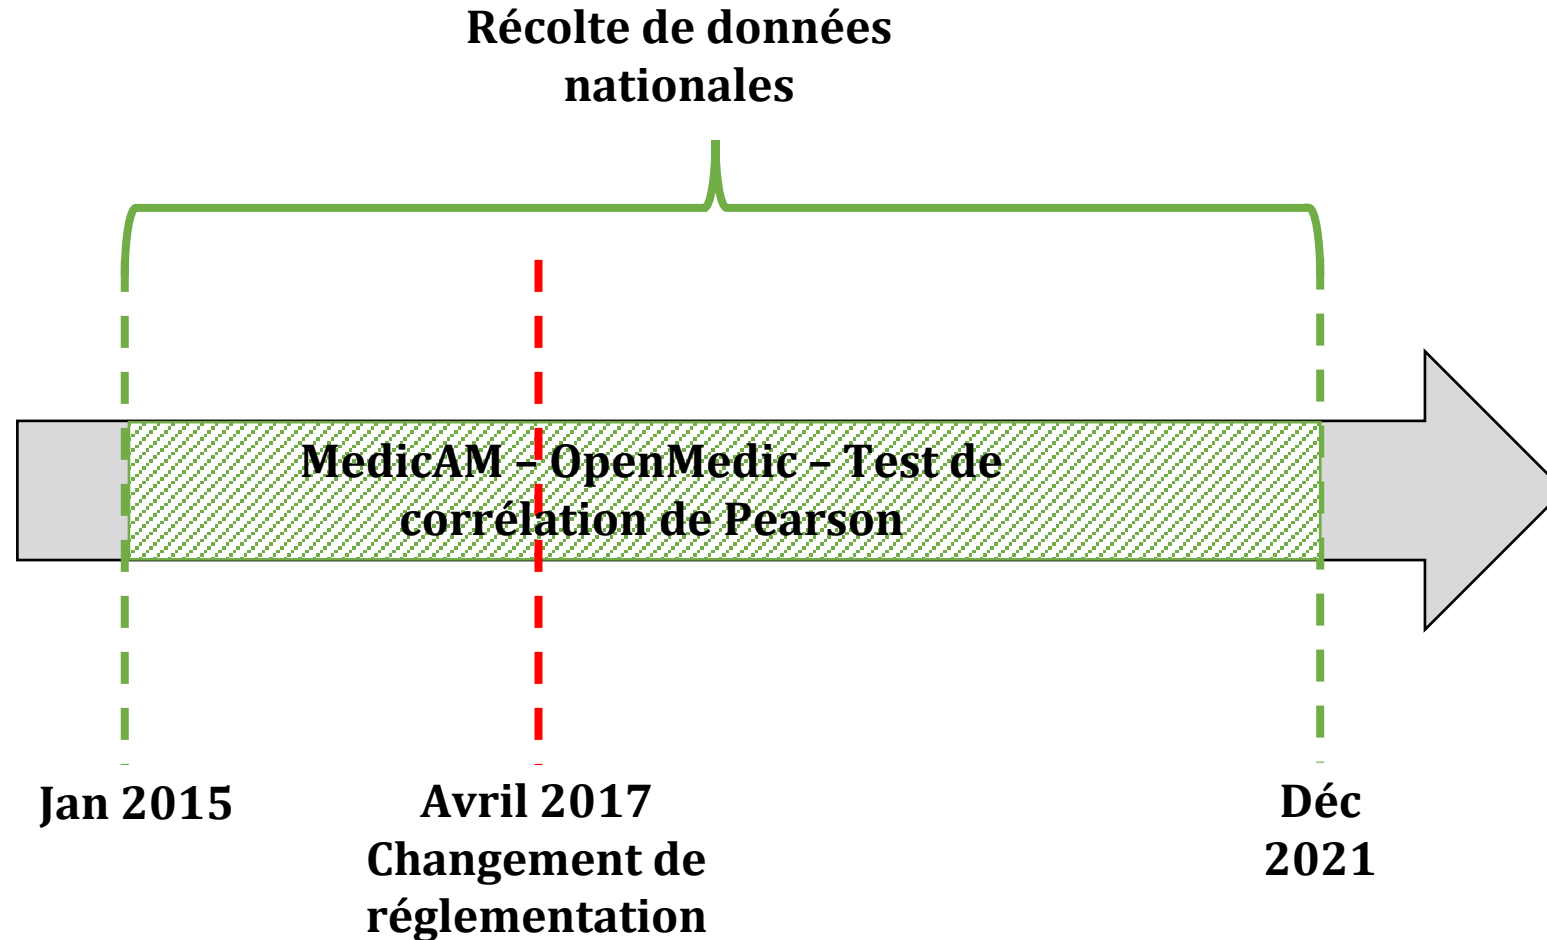 Récolte de données
nationales
MedicAM – OpenMedic – Test de
corrélation de Pearson
Jan 2015
Avril 2017
Changement de
réglementation
Déc
2021